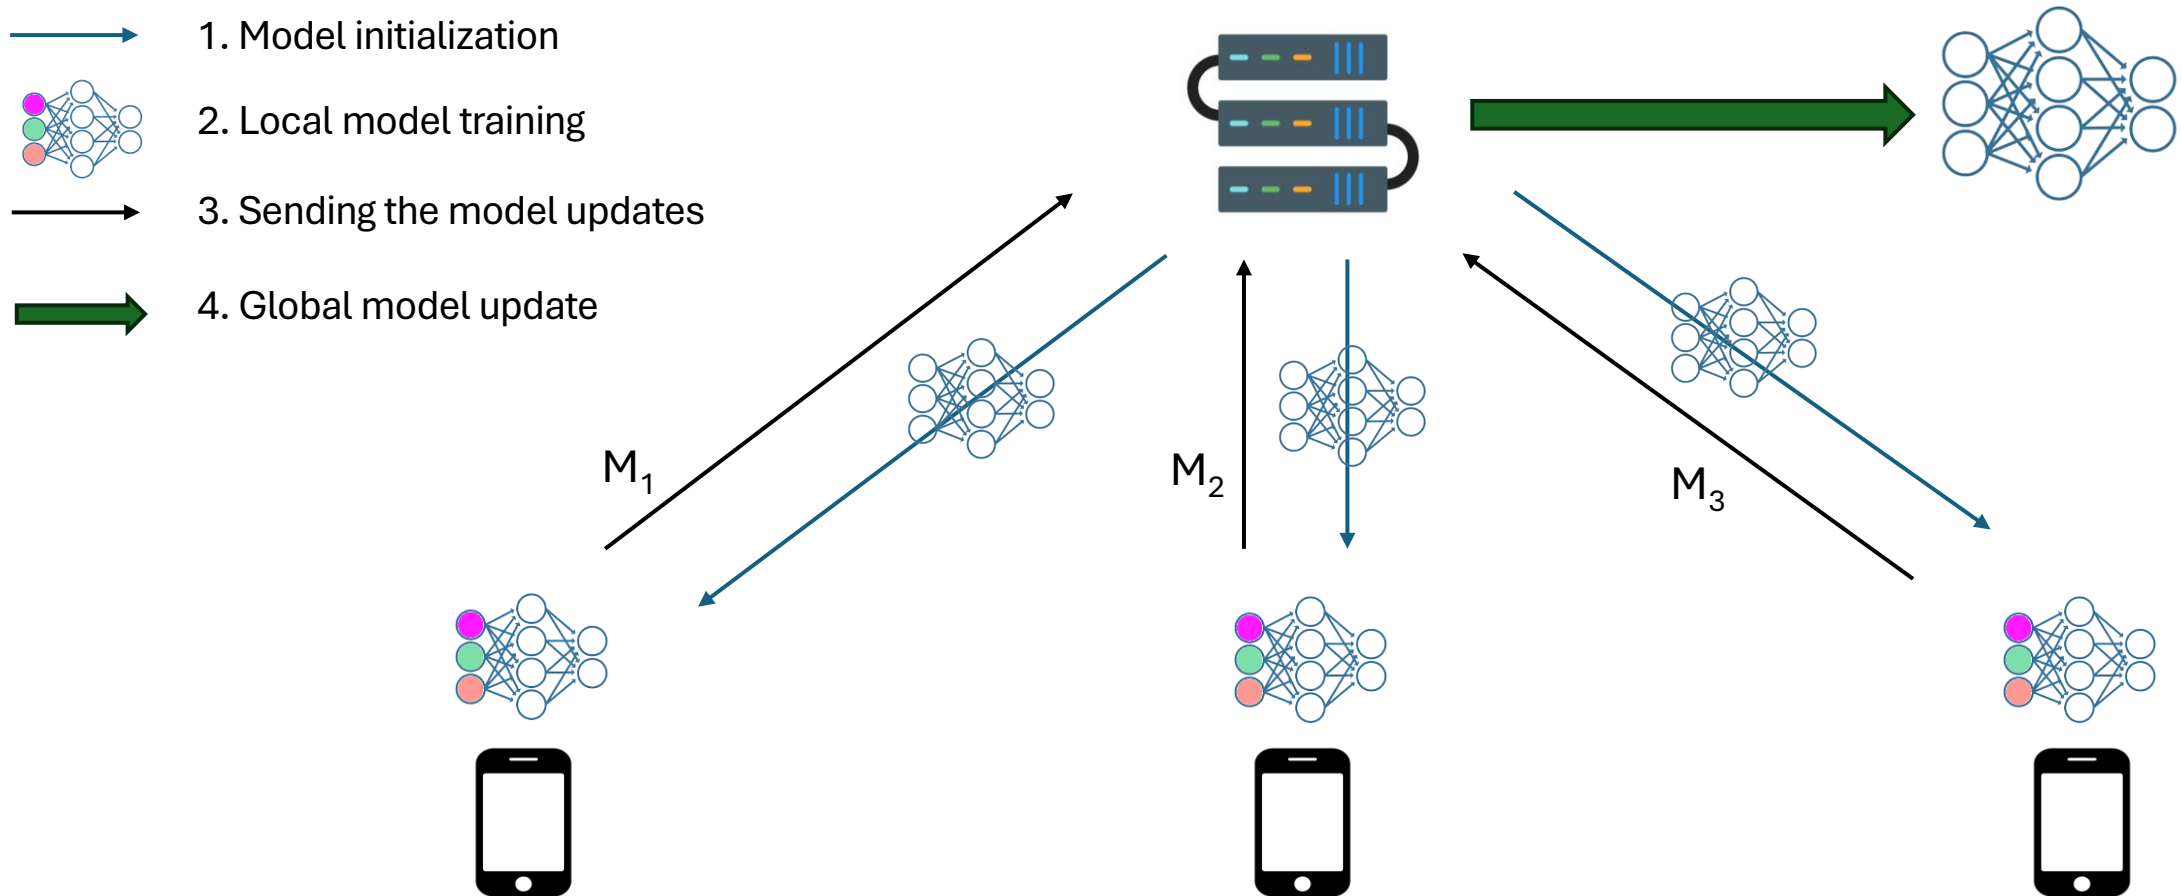 1. Model initialization
2. Local model training
3. Sending the model updates
4. Global model update
M₁
M₂
M₃